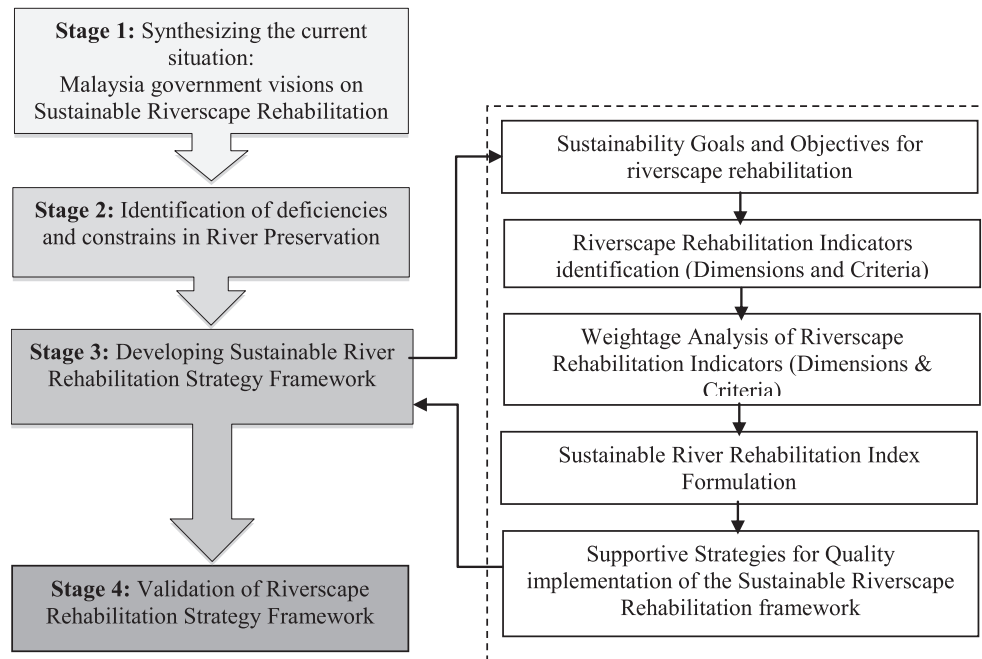 Stage 1: Synthesizing the current
situation:
Malaysia government visions on
Sustainable Riverscape Rehabilitation
Stage 2: Identification of deficiencies
and constrains in River Preservation
Stage 3: Developing Sustainable River
Rehabilitation Strategy Framework
Stage 4: Validation of Riverscape
Rehabilitation Strategy Framework
Sustainability Goals and Objectives for
riverscape rehabilitation
Riverscape Rehabilitation Indicators
identification (Dimensions and Criteria)
Weightage Analysis of Riverscape
Rehabilitation Indicators (Dimensions &
Criteria)
Sustainable River Rehabilitation Index
Formulation
Supportive Strategies for Quality
implementation of the Sustainable Riverscape
Rehabilitation framework